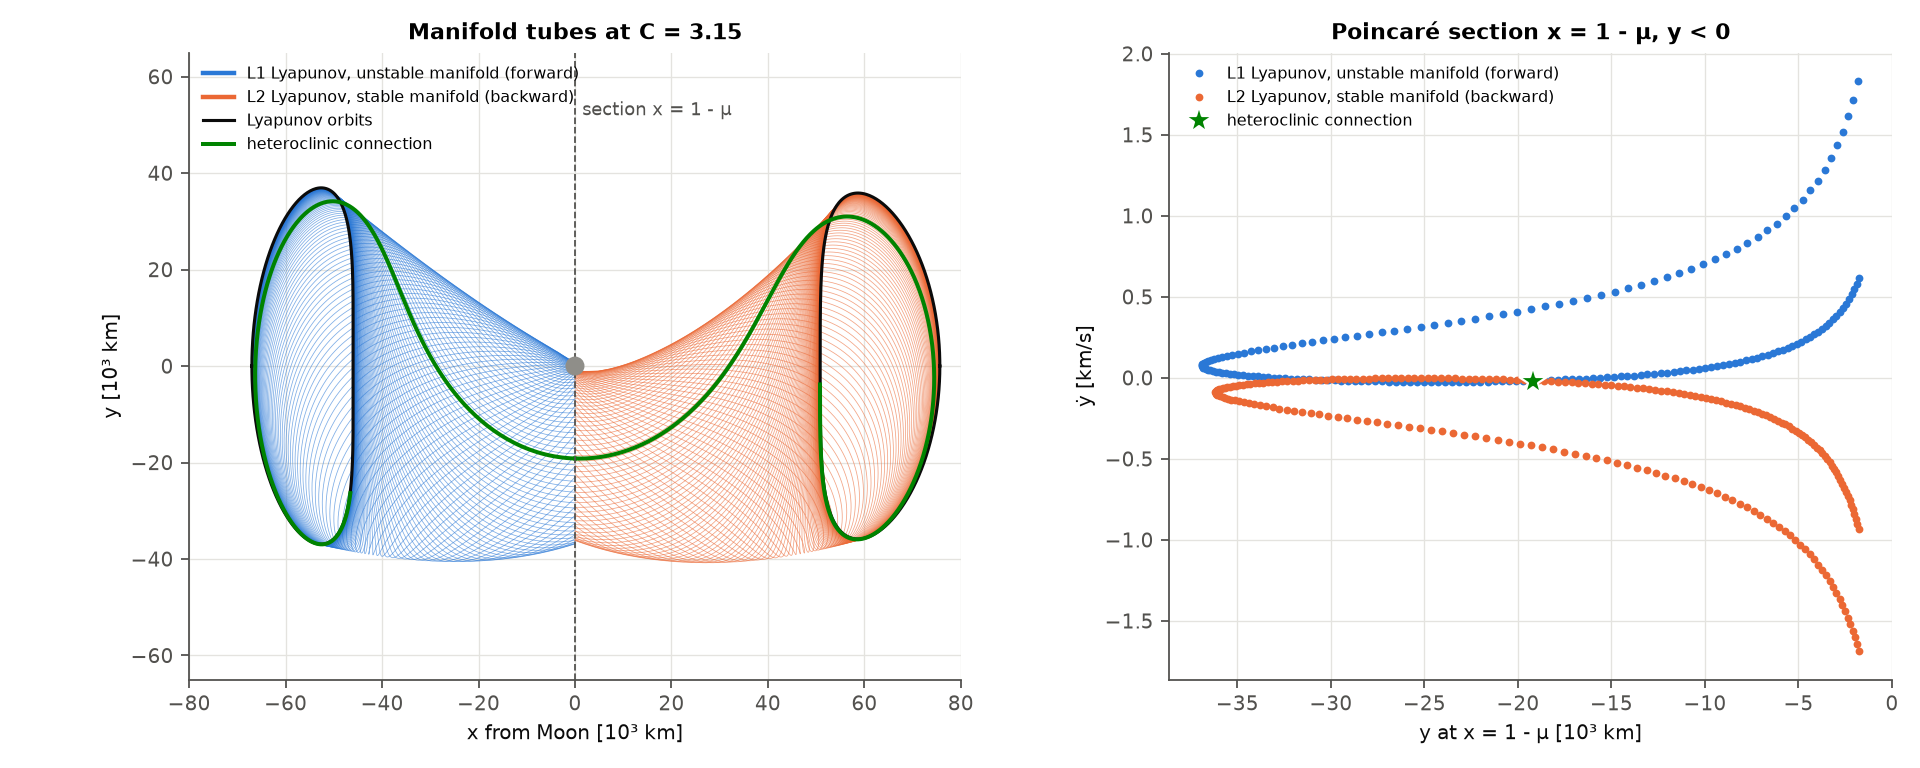 Manifold tubes at C = 3.15
L1 Lyapunov, unstable manifold (forward)
L2 Lyapunov, stable manifold (backward)
Lyapunov orbits
heteroclinic connection
section x = 1 - μ
60
40
20
0
−20
−40
−60
y [10³ km]
−80
−60
−40
−20
0
20
40
60
80
x from Moon [10³ km]
Poincaré section x = 1 - μ, y < 0
L1 Lyapunov, unstable manifold (forward)
L2 Lyapunov, stable manifold (backward)
heteroclinic connection
2.0
1.5
1.0
0.5
0.0
−0.5
−1.0
−1.5
ẏ [km/s]
−35
−30
−25
−20
−15
−10
−5
0
y at x = 1 - μ [10³ km]